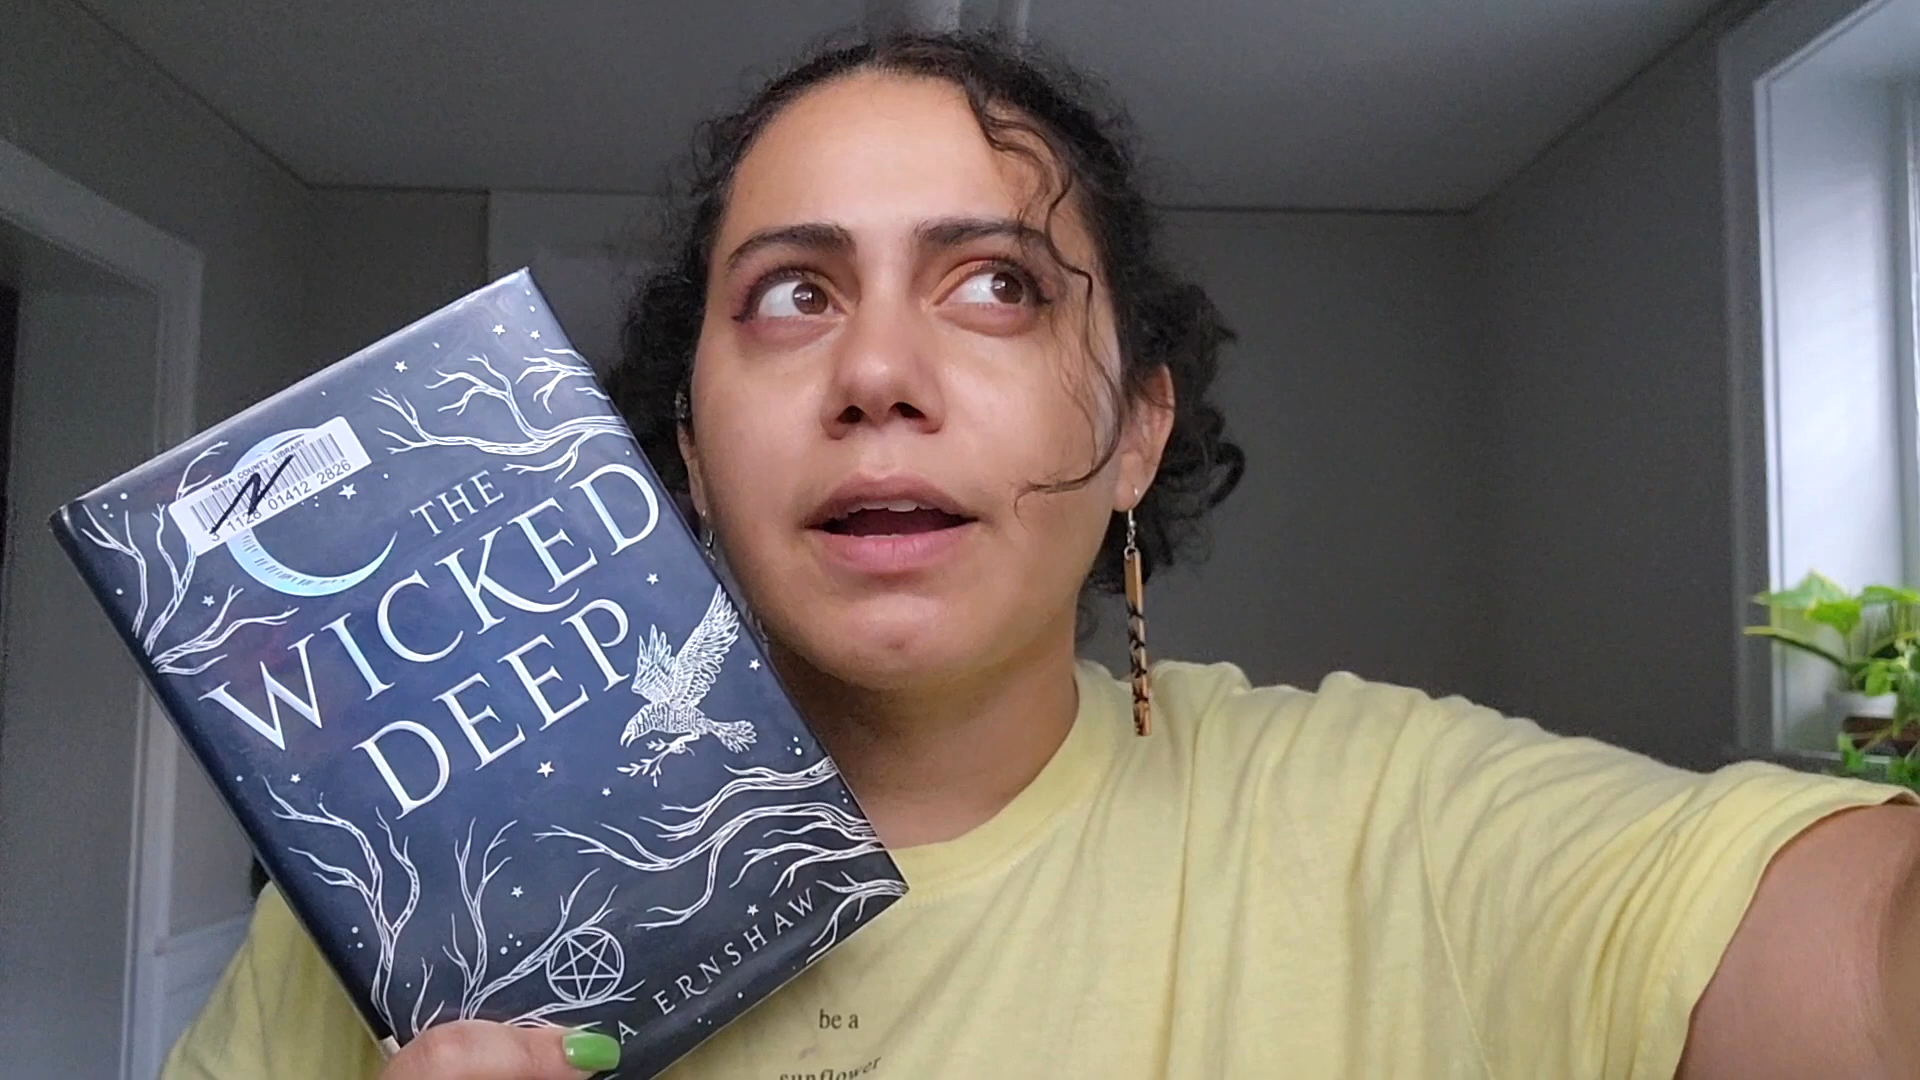 NAPA COUNTY LIBRARY
N
3 1126 01412 2826
THE
WICKED
DEEP
A ERNSHAW
be a
sunflower